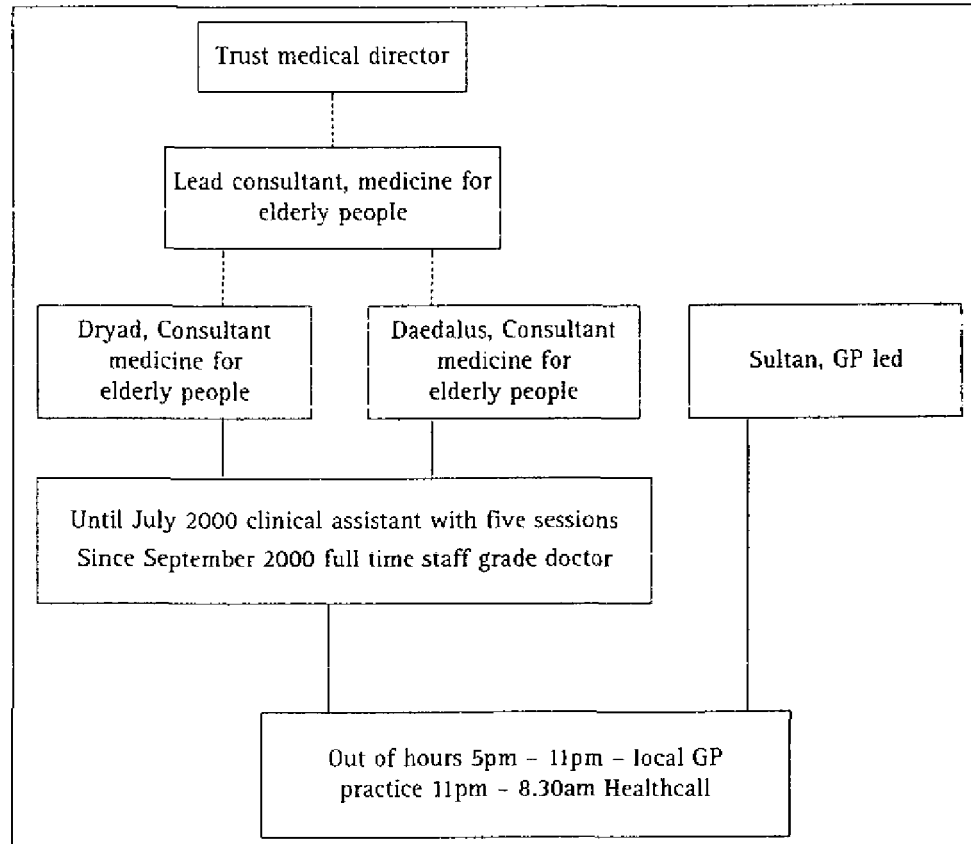 Trust medical director
Lead consultant, medicine for
elderly people
Dryad, Consultant
medicine for
elderly people
Daedalus, Consultant
medicine for
elderly people
Sultan, GP led
Until July 2000 clinical assistant with five sessions
Since September 2000 full time staff grade doctor
Out of hours 5pm – 11pm – local GP
practice 11pm – 8.30am Healthcall